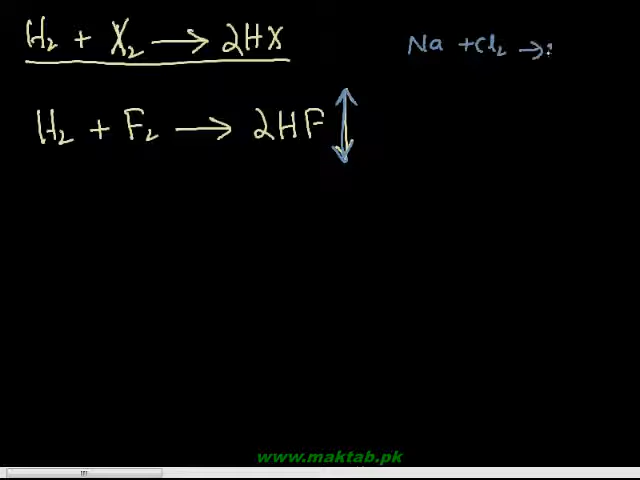 H₂ + X₂ → 2HX
Na + Cl₂ →
H₂ + F₂ → 2HF
www.maktab.pk